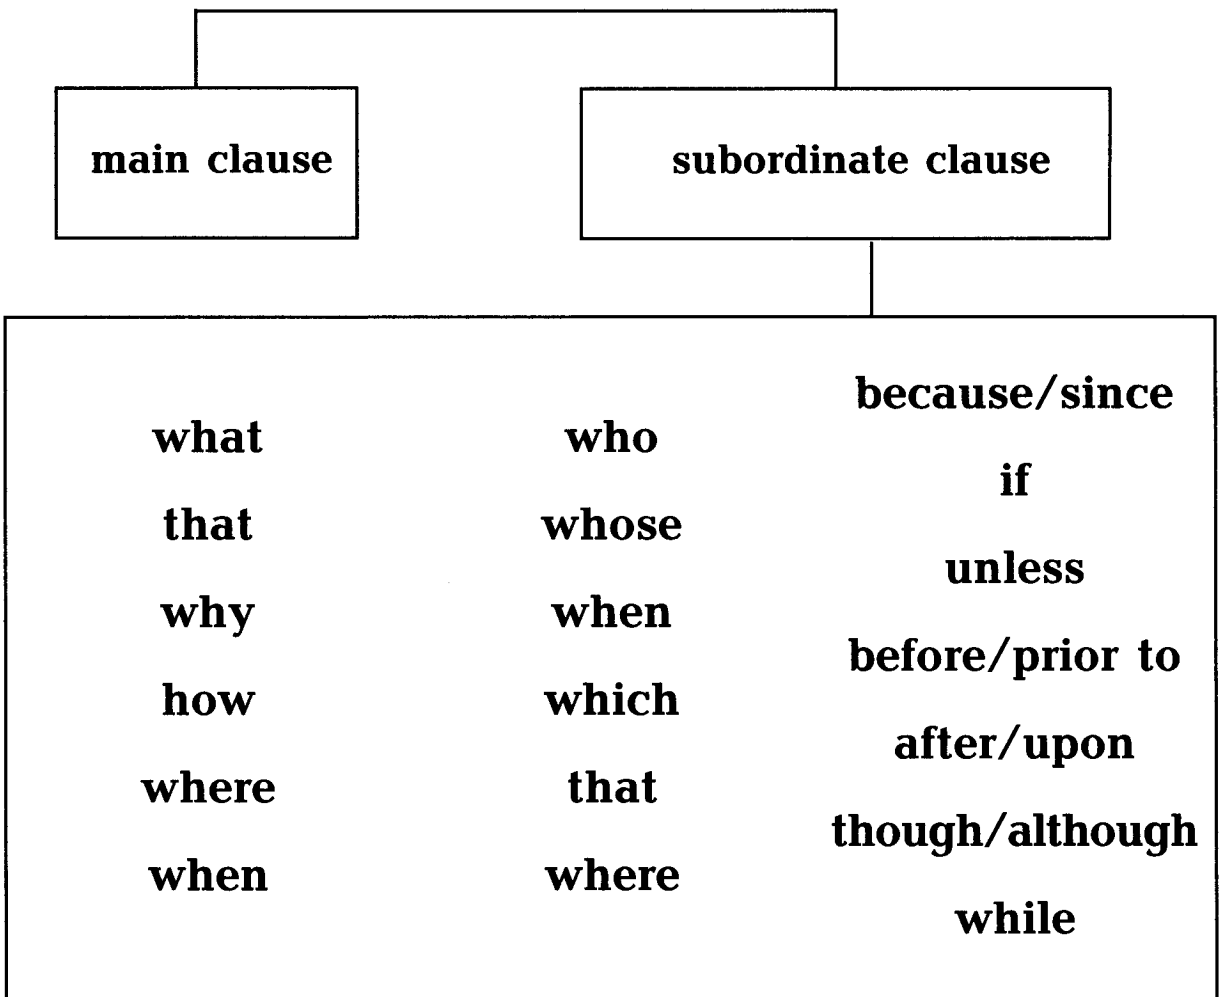 main clause
subordinate clause
what
that
why
how
where
when
who
whose
when
which
that
where
because/since
if
unless
before/prior to
after/upon
though/although
while